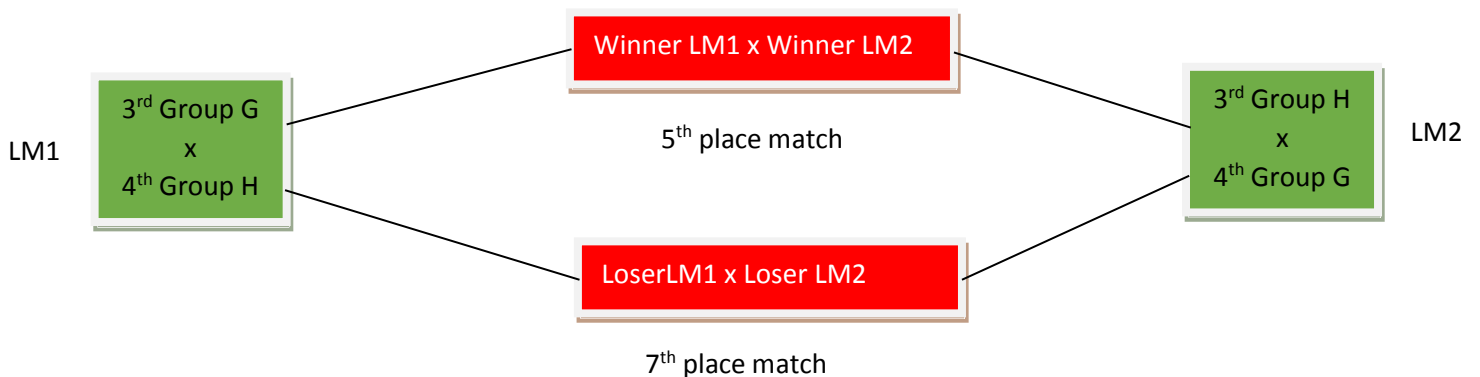 Winner LM1 x Winner LM2
LM1
3rd Group G
x
4th Group H
5th place match
3rd Group H
x
4th Group G
LM2
LoserLM1 x Loser LM2
7th place match